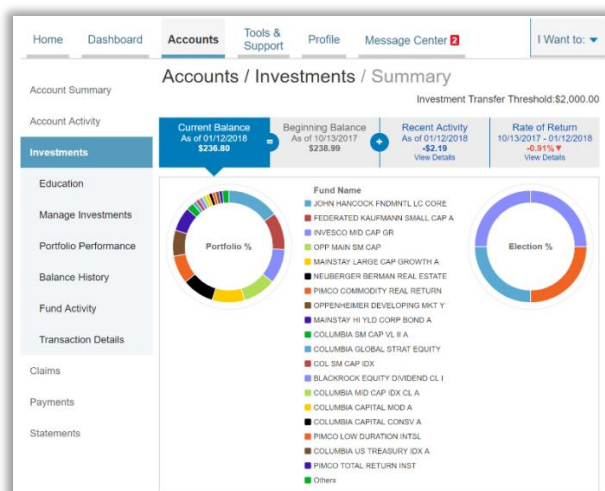 Home
Dashboard
Accounts
Tools &
Support
Profile
Message Center 2
I Want to:
Account Summary
Account Activity
Investments
Education
Manage Investments
Portfolio Performance
Balance History
Fund Activity
Transaction Details
Claims
Payments
Statements
Accounts / Investments / Summary
Investment Transfer Threshold:$2,000.00
Current Balance
As of 01/12/2018
$236.80
=
Beginning Balance
As of 10/13/2017
$238.99
+
Recent Activity
As of 01/12/2018
-$2.19
View Details
Rate of Return
10/13/2017 - 01/12/2018
-0.91%▼
View Details
Portfolio %
Fund Name
JOHN HANCOCK FNDMNTL LC CORE
FEDERATED KAUFMANN SMALL CAP A
INVESCO MID CAP GR
OPP MAIN SM CAP
MAINSTAY LARGE CAP GROWTH A
NEUBERGER BERMAN REAL ESTATE
PIMCO COMMODITY REAL RETURN
OPPENHEIMER DEVELOPING MKT Y
MAINSTAY HI YLD CORP BOND A
COLUMBIA SM CAP VL II A
COLUMBIA GLOBAL STRAT EQUITY
COL SM CAP IDX
BLACKROCK EQUITY DIVIDEND CL I
COLUMBIA MID CAP IDX CL A
COLUMBIA CAPITAL MOD A
COLUMBIA CAPITAL CONSV A
PIMCO LOW DURATION INTSL
COLUMBIA US TREASURY IDX A
PIMCO TOTAL RETURN INST
Others
Election %